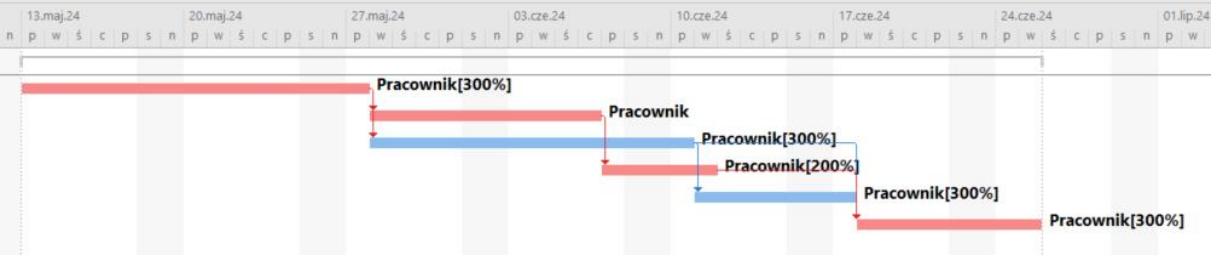 13.maj.24 20.maj.24 27.maj.24 03.cze.24 10.cze.24 17.cze.24 24.cze.24 01.lip.24
n p w ś c p s n p w ś c p s n p w ś c p s n p w ś c p s n p w ś c p s n p w ś c p s n p w ś c p s n p w
Pracownik[300%]
Pracownik
Pracownik[300%]
Pracownik[200%]
Pracownik[300%]
Pracownik[300%]